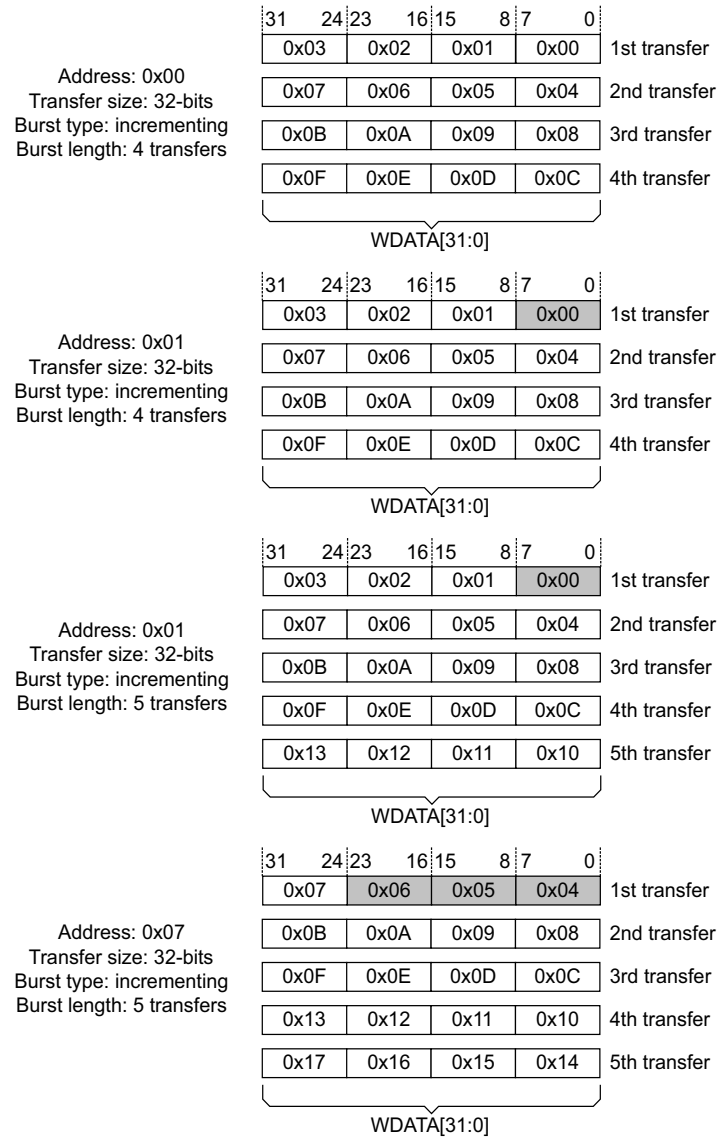 31 24 23 16 15 8 7 0
0x03 0x02 0x01 0x00 1st transfer
0x07 0x06 0x05 0x04 2nd transfer
0x0B 0x0A 0x09 0x08 3rd transfer
0x0F 0x0E 0x0D 0x0C 4th transfer
WDATA[31:0]
Address: 0x00
Transfer size: 32-bits
Burst type: incrementing
Burst length: 4 transfers
31 24 23 16 15 8 7 0
0x03 0x02 0x01 0x00 1st transfer
0x07 0x06 0x05 0x04 2nd transfer
0x0B 0x0A 0x09 0x08 3rd transfer
0x0F 0x0E 0x0D 0x0C 4th transfer
WDATA[31:0]
Address: 0x01
Transfer size: 32-bits
Burst type: incrementing
Burst length: 4 transfers
31 24 23 16 15 8 7 0
0x03 0x02 0x01 0x00 1st transfer
0x07 0x06 0x05 0x04 2nd transfer
0x0B 0x0A 0x09 0x08 3rd transfer
0x0F 0x0E 0x0D 0x0C 4th transfer
0x13 0x12 0x11 0x10 5th transfer
WDATA[31:0]
Address: 0x01
Transfer size: 32-bits
Burst type: incrementing
Burst length: 5 transfers
31 24 23 16 15 8 7 0
0x07 0x06 0x05 0x04 1st transfer
0x0B 0x0A 0x09 0x08 2nd transfer
0x0F 0x0E 0x0D 0x0C 3rd transfer
0x13 0x12 0x11 0x10 4th transfer
0x17 0x16 0x15 0x14 5th transfer
WDATA[31:0]
Address: 0x07
Transfer size: 32-bits
Burst type: incrementing
Burst length: 5 transfers